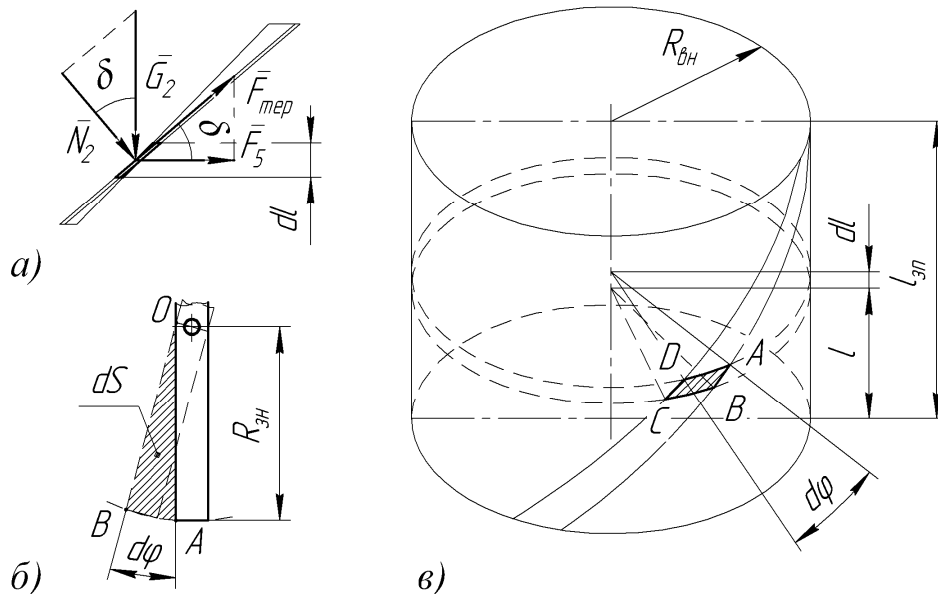 δ
G̅₂
F̅тер
N̅₂
δ
F̅₅
dl
а)
O
dS
Rзн
B
A
dφ
б)
Rвн
dl
lзп
l
D
A
C
B
dφ
в)